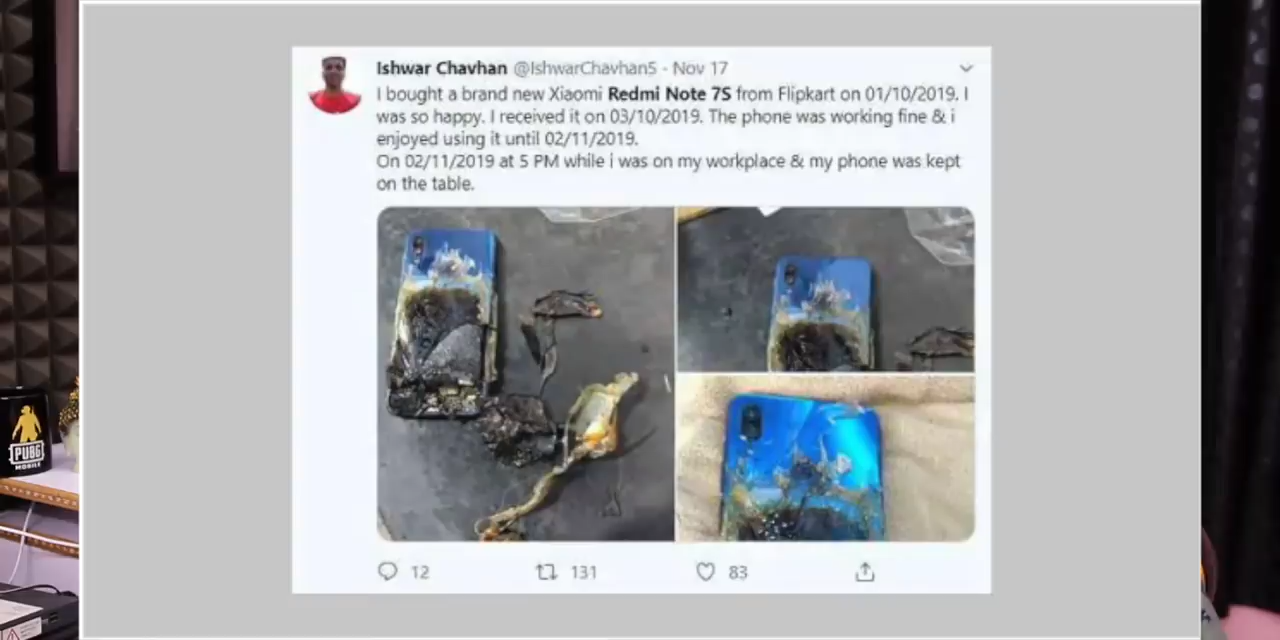 Ishwar Chavhan @IshwarChavhan5 · Nov 17
I bought a brand new Xiaomi Redmi Note 7S from Flipkart on 01/10/2019. I
was so happy. I received it on 03/10/2019. The phone was working fine & i
enjoyed using it until 02/11/2019.
On 02/11/2019 at 5 PM while i was on my workplace & my phone was kept
on the table.
12
131
83
PUBG
MOBILE